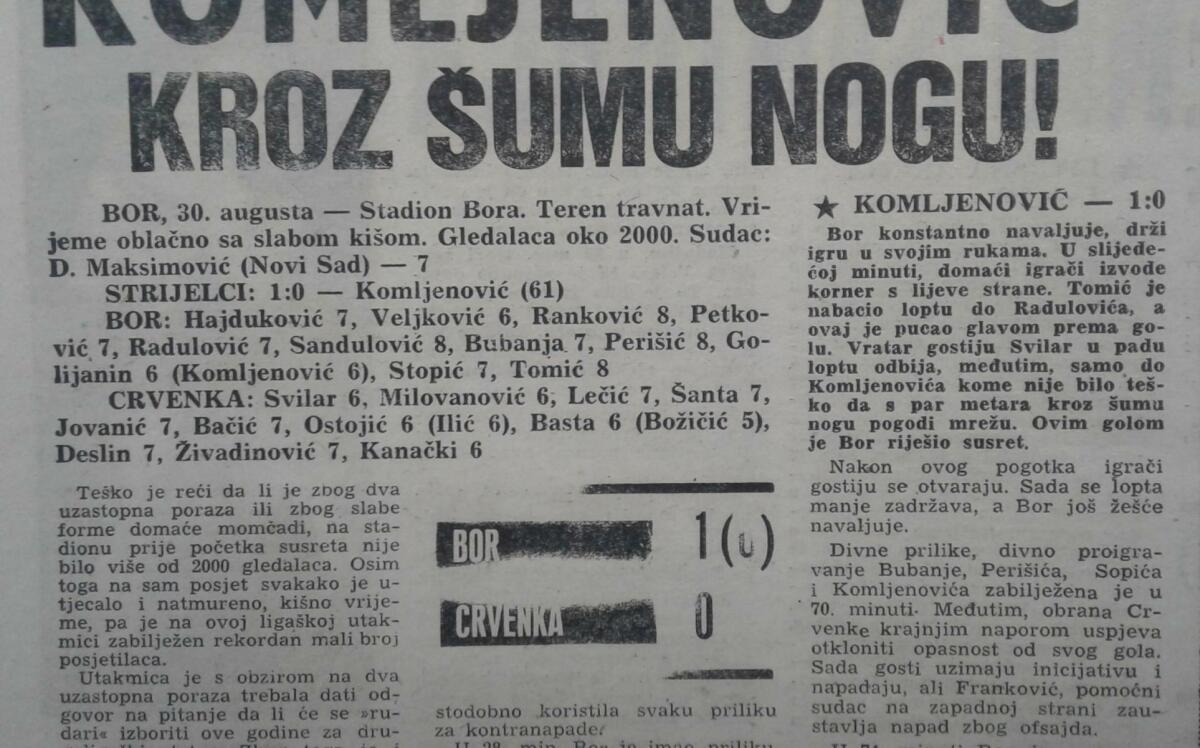 KOMLJENOVIĆ
KROZ ŠUMU NOGU!
BOR, 30. augusta — Stadion Bora. Teren travnat. Vri-
jeme oblačno sa slabom kišom. Gledalaca oko 2000. Sudac:
D. Maksimović (Novi Sad) — 7
STRIJELCI: 1:0 — Komljenović (61)
BOR: Hajduković 7, Veljković 6, Ranković 8, Petko-
vić 7, Radulović 7, Sandulović 8, Bubanja 7, Perišić 8, Go-
lijanin 6 (Komljenović 6), Stopić 7, Tomić 8
CRVENKA: Svilar 6, Milovanović 6, Lečić 7, Šanta 7,
Jovanić 7, Bačić 7, Ostojić 6 (Ilić 6), Basta 6 (Božičić 5),
Deslin 7, Živadinović 7, Kanački 6
Teško je reći da li je zbog dva
uzastopna poraza ili zbog slabe
forme domaće momčadi, na sta-
dionu prije početka susreta nije
bilo više od 2000 gledalaca. Osim
toga na sam posjet svakako je u-
tjecalo i natmureno, kišno vrije-
me, pa je na ovoj ligaškoj utak-
mici zabilježen rekordan mali broj
posjetilaca.
Utakmica je s obzirom na dva
uzastopna poraza trebala dati od-
govor na pitanje da li će se »ru-
dari« izboriti ove godine za dru-
BOR 1 (0)
CRVENKA 0
stodobno koristila svaku priliku
za kontranapade.
U 28. min. Bor je imao priliku
★ KOMLJENOVIĆ — 1:0
Bor konstantno navaljuje, drži
igru u svojim rukama. U slijede-
ćoj minuti, domaći igrači izvode
korner s lijeve strane. Tomić je
nabacio loptu do Radulovića, a
ovaj je pucao glavom prema go-
lu. Vratar gostiju Svilar u padu
loptu odbija, međutim, samo do
Komljenovića kome nije bilo teš-
ko da s par metara kroz šumu
nogu pogodi mrežu. Ovim golom
je Bor riješio susret.
Nakon ovog pogotka igrači
gostiju se otvaraju. Sada se lopta
manje zadržava, a Bor još žešće
navaljuje.
Divne prilike, divno proigra-
vanje Bubanje, Perišića, Sopića
i Komljenovića zabilježena je u
70. minuti. Međutim, obrana Cr-
venke krajnjim naporom uspjeva
otkloniti opasnost od svog gola.
Sada gosti uzimaju inicijativu i
napadaju, ali Franković, pomoćni
sudac na zapadnoj strani zau-
stavlja napad zbog ofsajda.